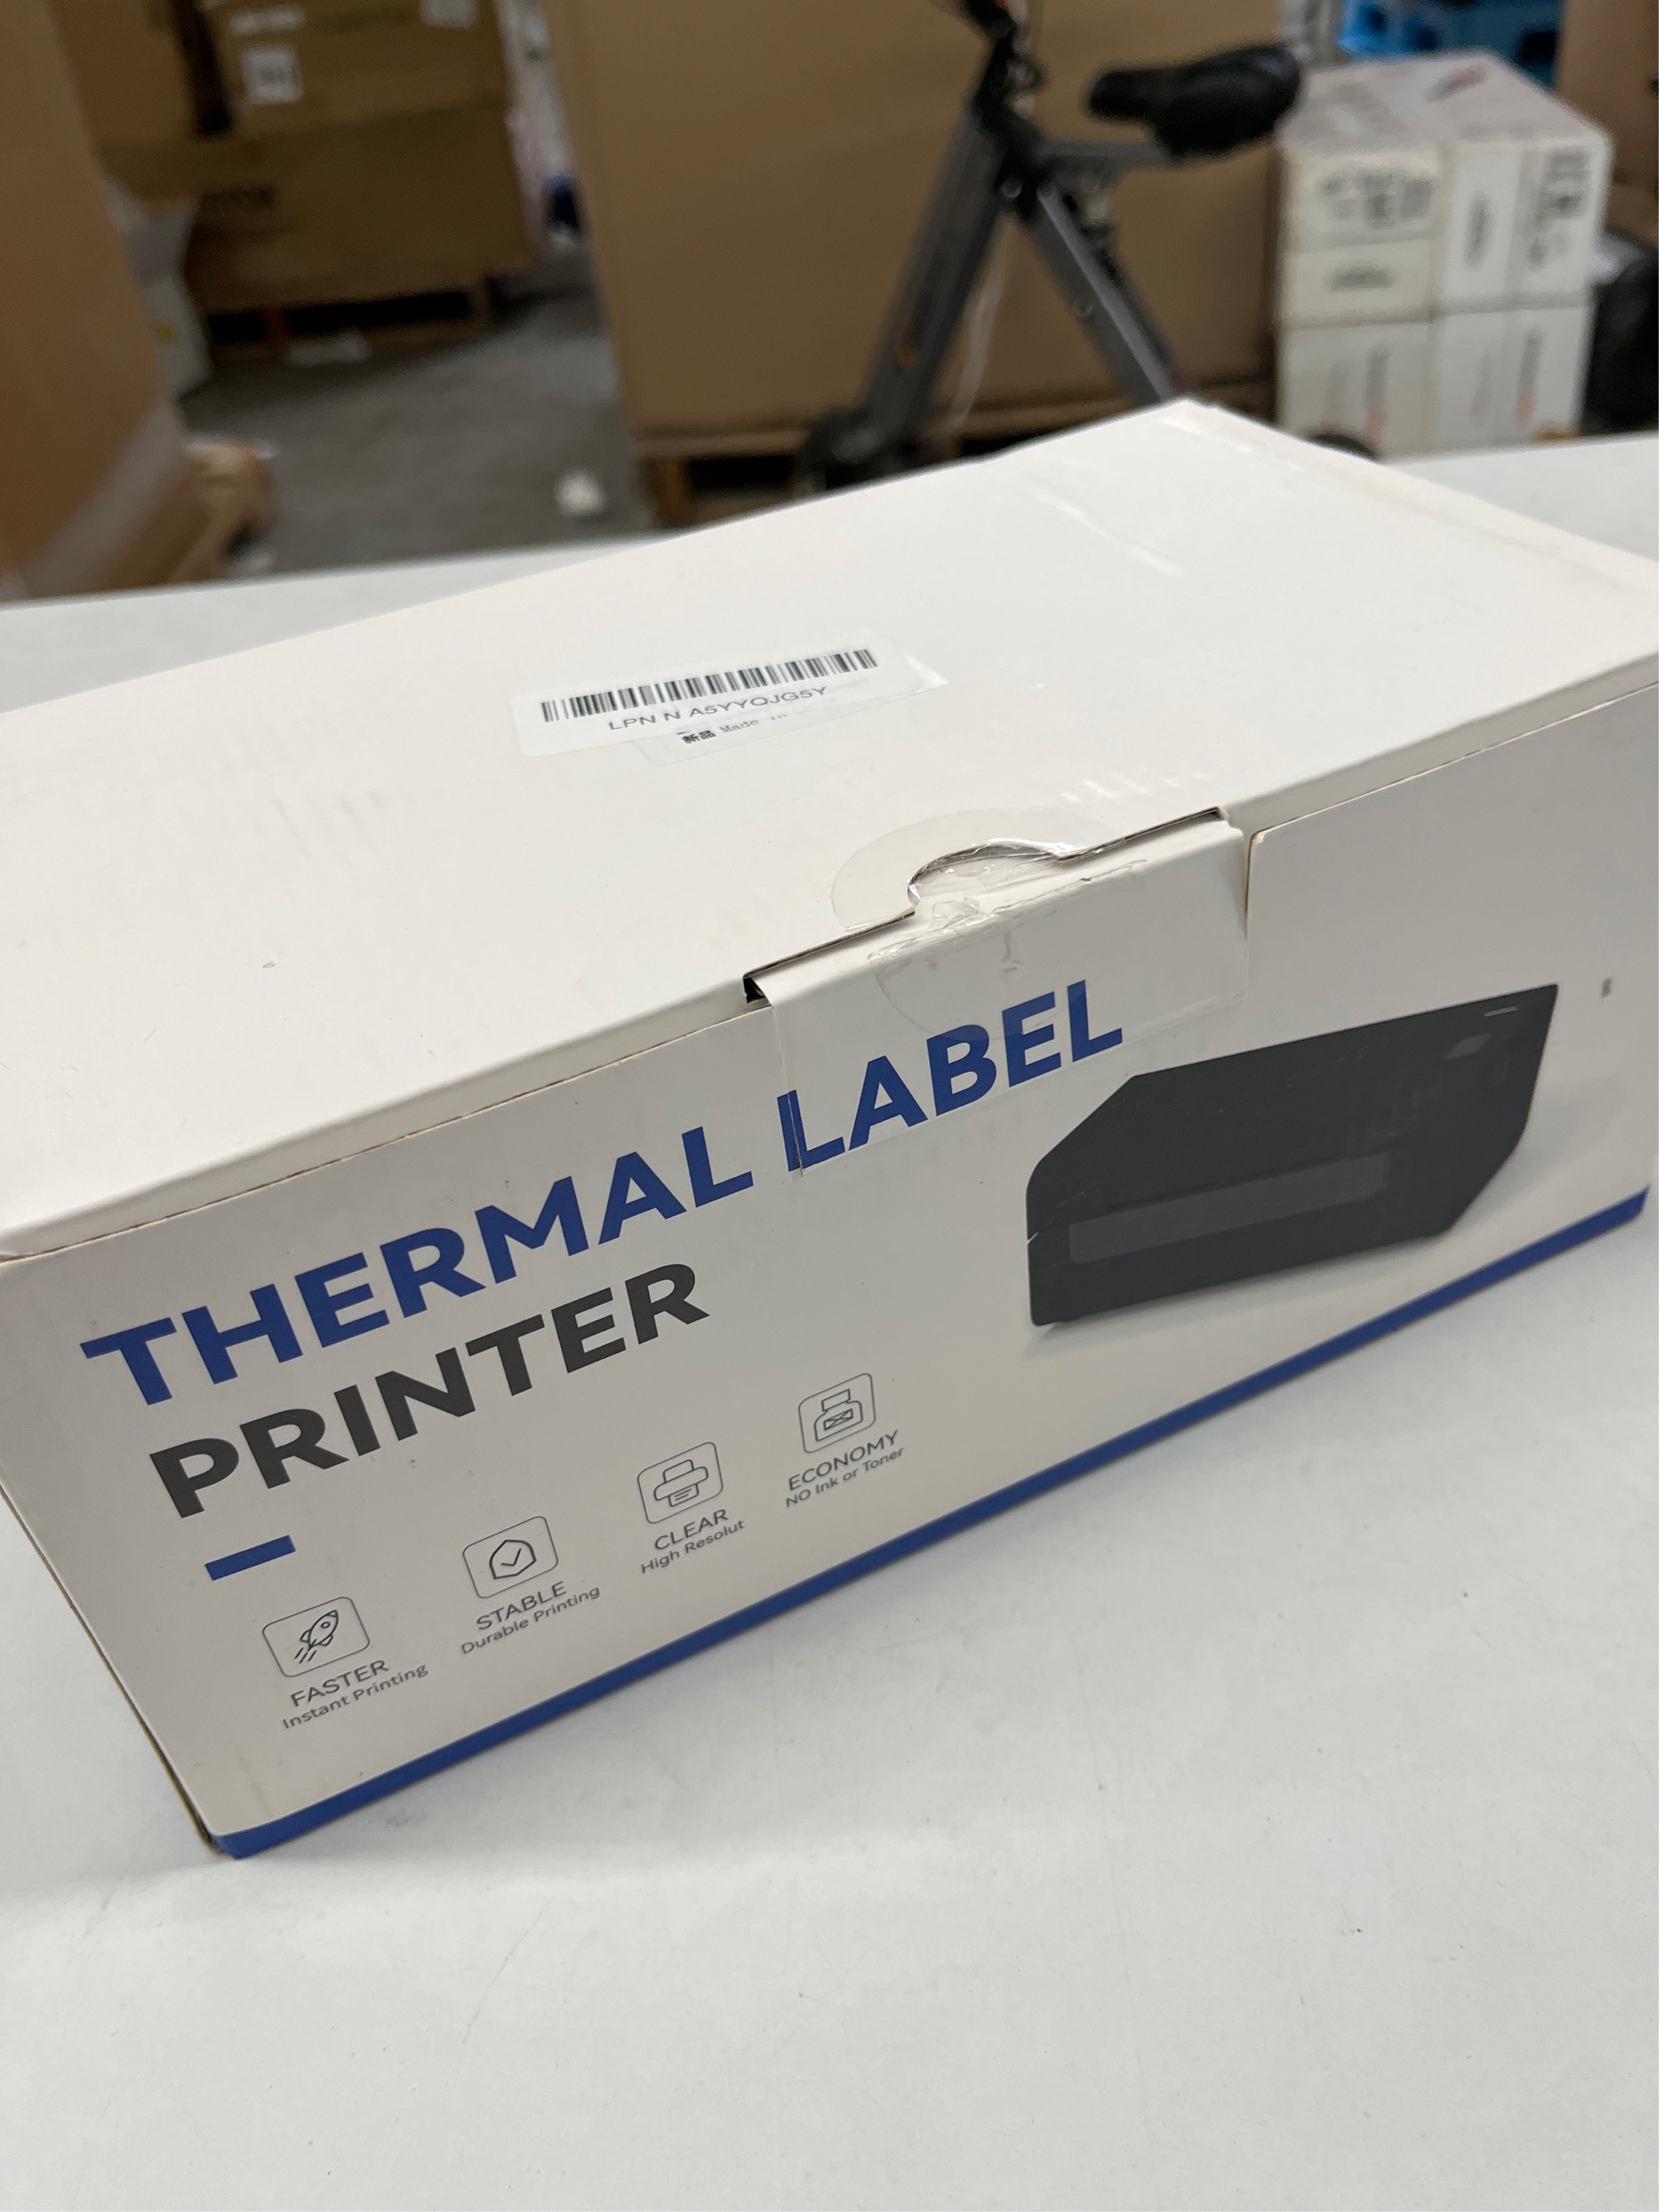 LPN N A5YYQJG5Y
新品 Made
THERMAL LABEL
PRINTER
FASTER
Instant Printing
STABLE
Durable Printing
CLEAR
High Resolut
ECONOMY
NO Ink or Toner